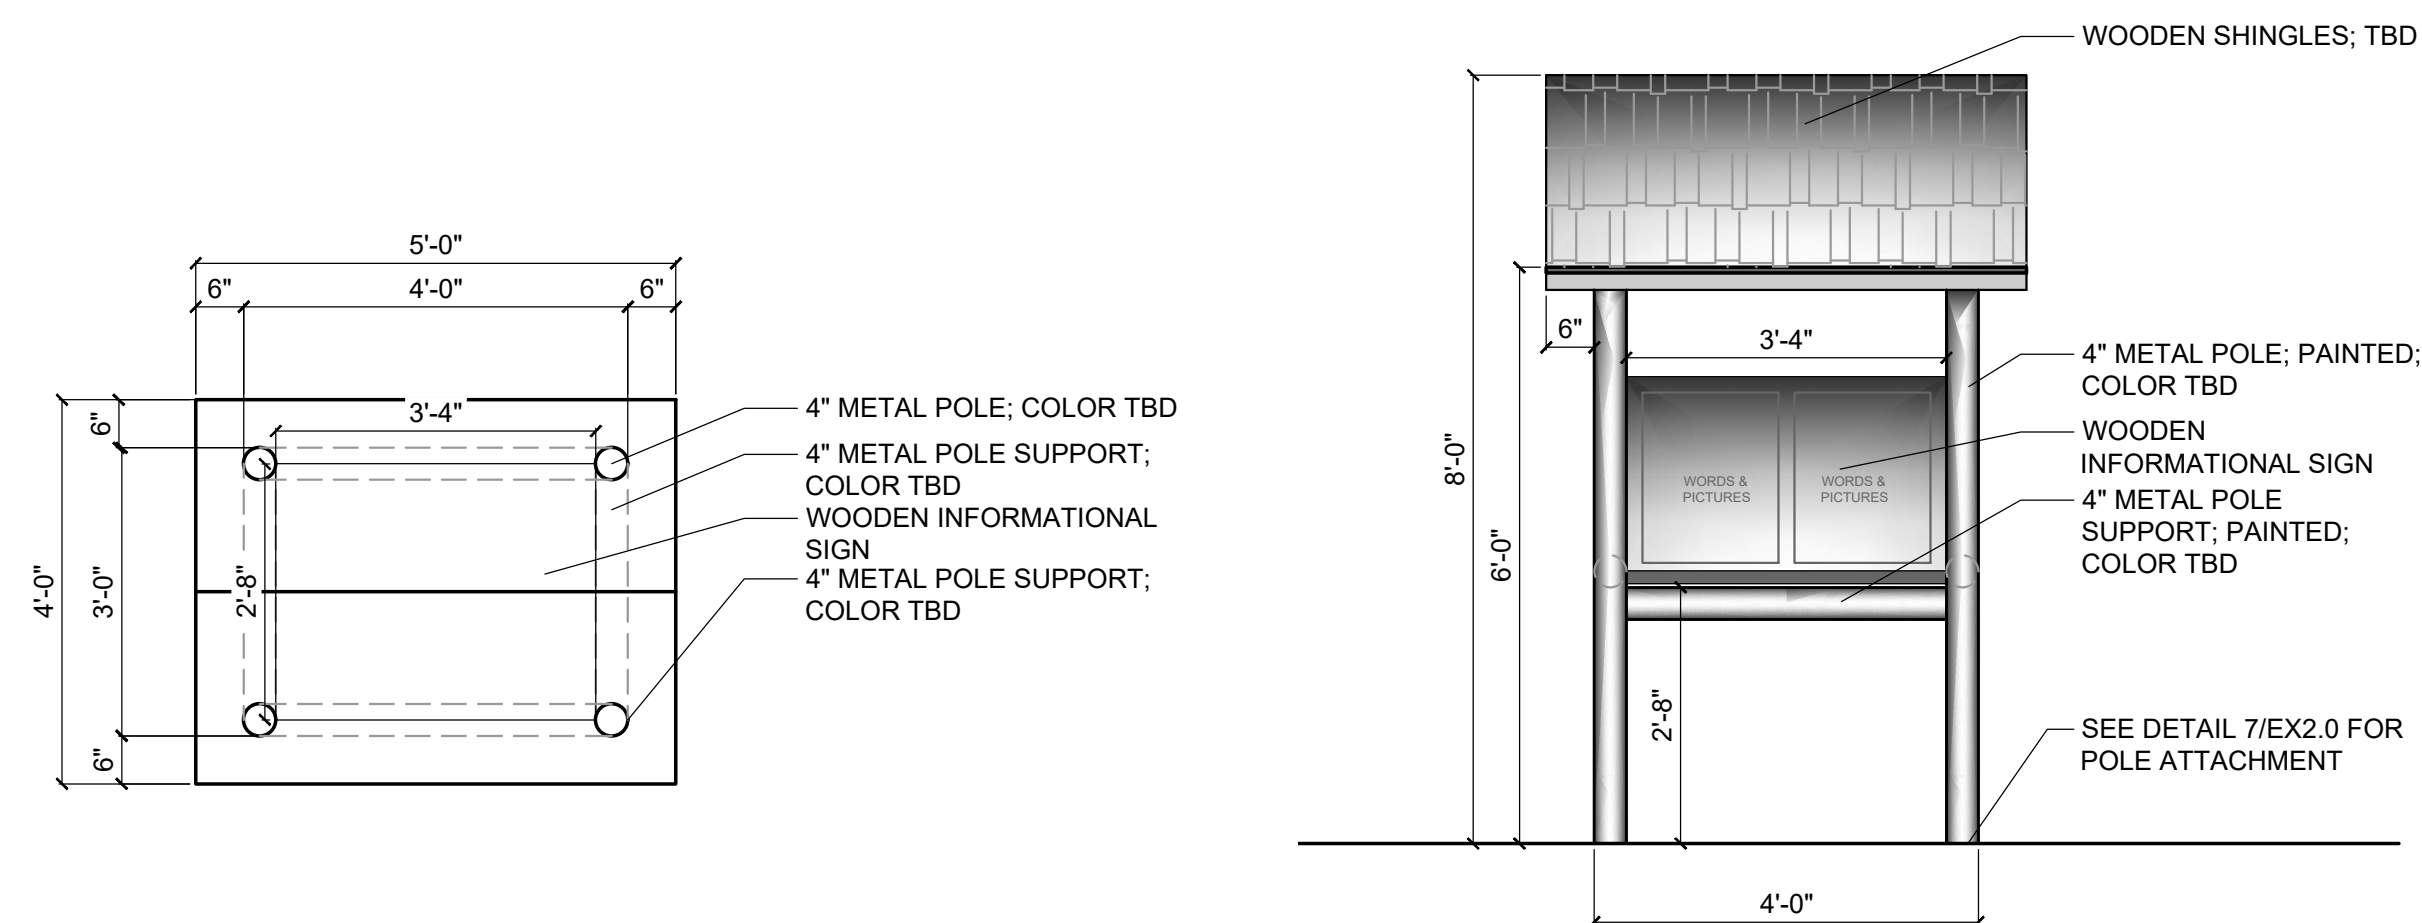 5'-0"
6"
4'-0"
6"
3'-4"
6"
4'-0"
3'-0"
2'-8"
6"
4" METAL POLE; COLOR TBD
4" METAL POLE SUPPORT;
COLOR TBD
WOODEN INFORMATIONAL
SIGN
4" METAL POLE SUPPORT;
COLOR TBD
WOODEN SHINGLES; TBD
8'-0"
6'-0"
6"
3'-4"
WORDS &
PICTURES
WORDS &
PICTURES
2'-8"
4'-0"
4" METAL POLE; PAINTED;
COLOR TBD
WOODEN
INFORMATIONAL SIGN
4" METAL POLE
SUPPORT; PAINTED;
COLOR TBD
SEE DETAIL 7/EX2.0 FOR
POLE ATTACHMENT